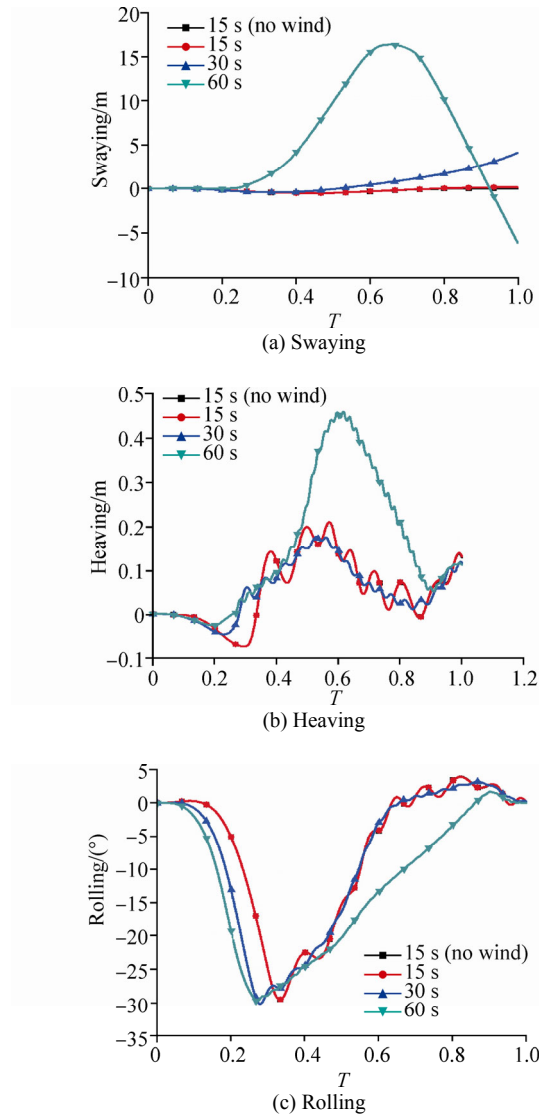 20
15
10
5
0
−5
−10
Swaying/m
15 s (no wind)
15 s
30 s
60 s
0 0.2 0.4 0.6 0.8 1.0
T
(a) Swaying
0.5
0.4
0.3
0.2
0.1
0
−0.1
Heaving/m
15 s (no wind)
15 s
30 s
60 s
0 0.2 0.4 0.6 0.8 1.0 1.2
T
(b) Heaving
5
0
−5
−10
−15
−20
−25
−30
−35
Rolling/(°)
15 s (no wind)
15 s
30 s
60 s
0 0.2 0.4 0.6 0.8 1.0
T
(c) Rolling